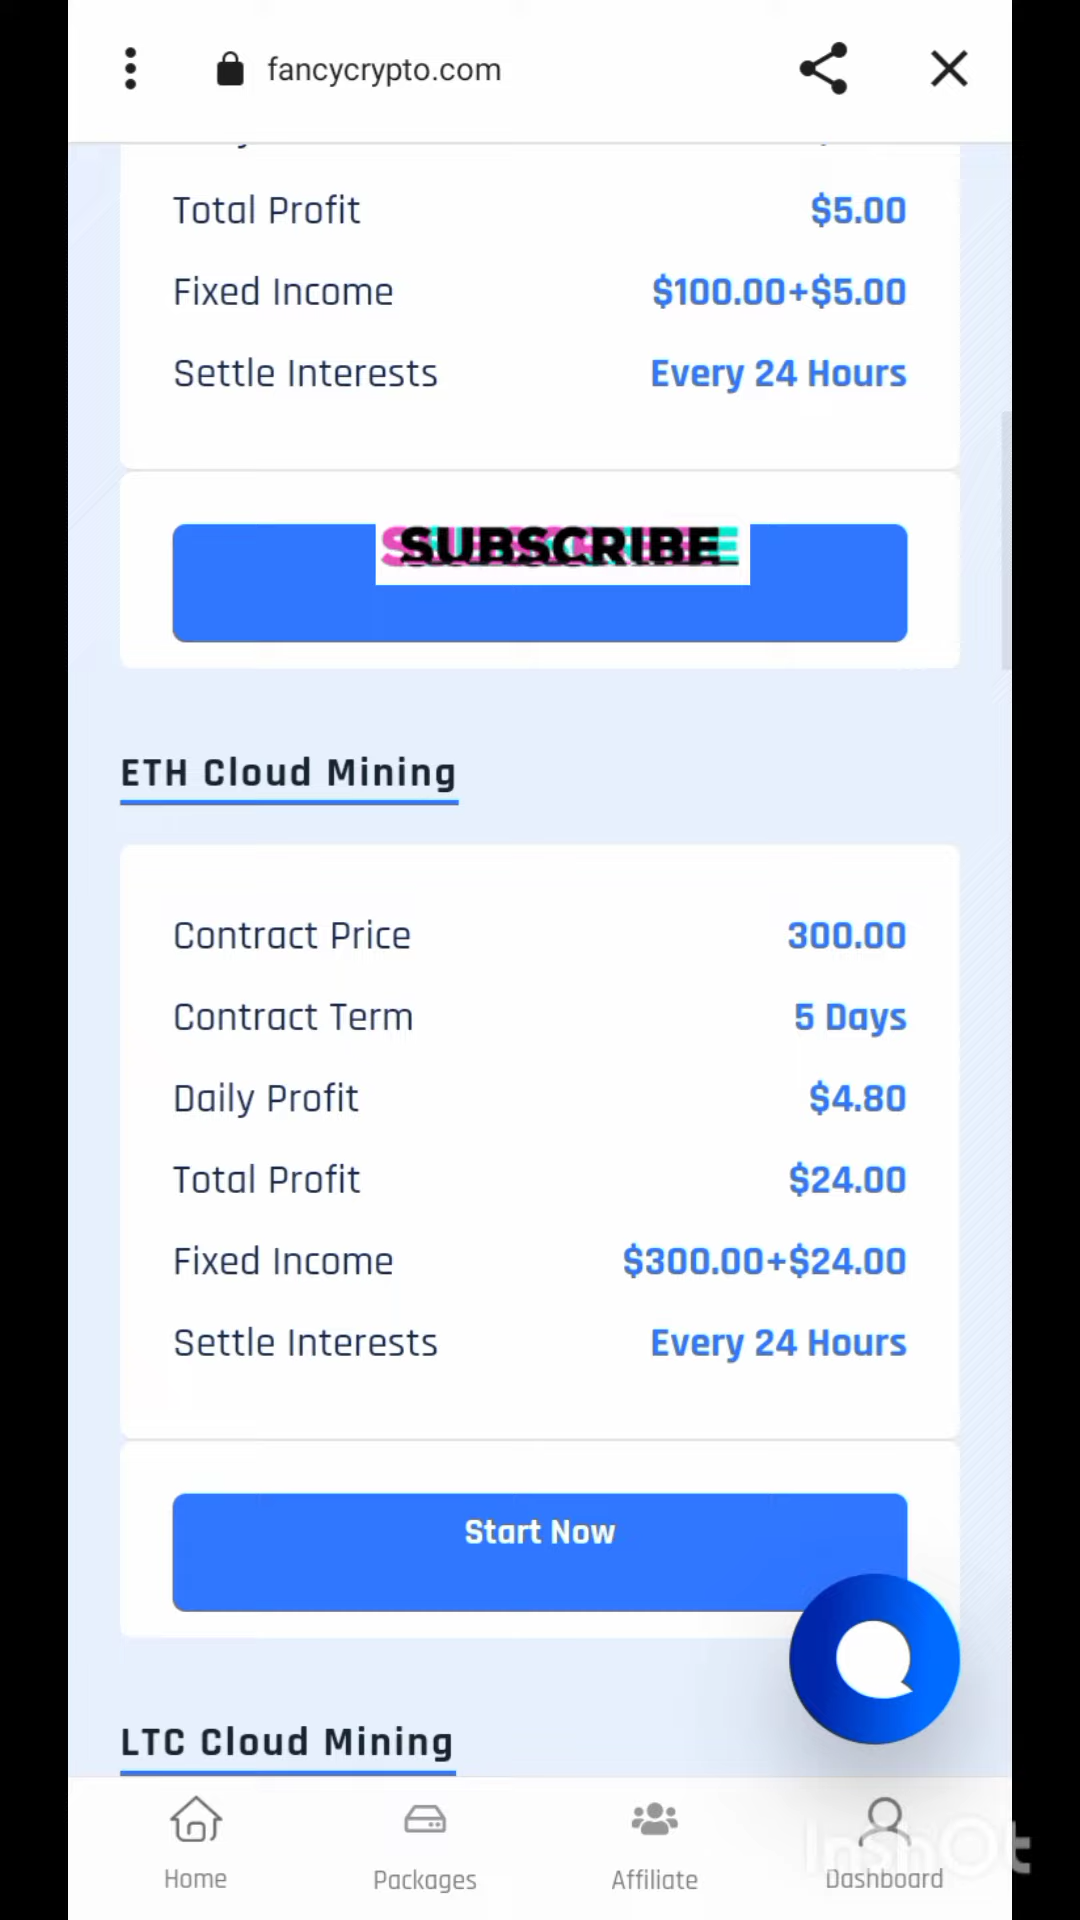 fancycrypto.com
Total Profit $5.00
Fixed Income $100.00+$5.00
Settle Interests Every 24 Hours
SUBSCRIBE
ETH Cloud Mining
Contract Price 300.00
Contract Term 5 Days
Daily Profit $4.80
Total Profit $24.00
Fixed Income $300.00+$24.00
Settle Interests Every 24 Hours
Start Now
LTC Cloud Mining
Home Packages Affiliate Dashboard
InShOt